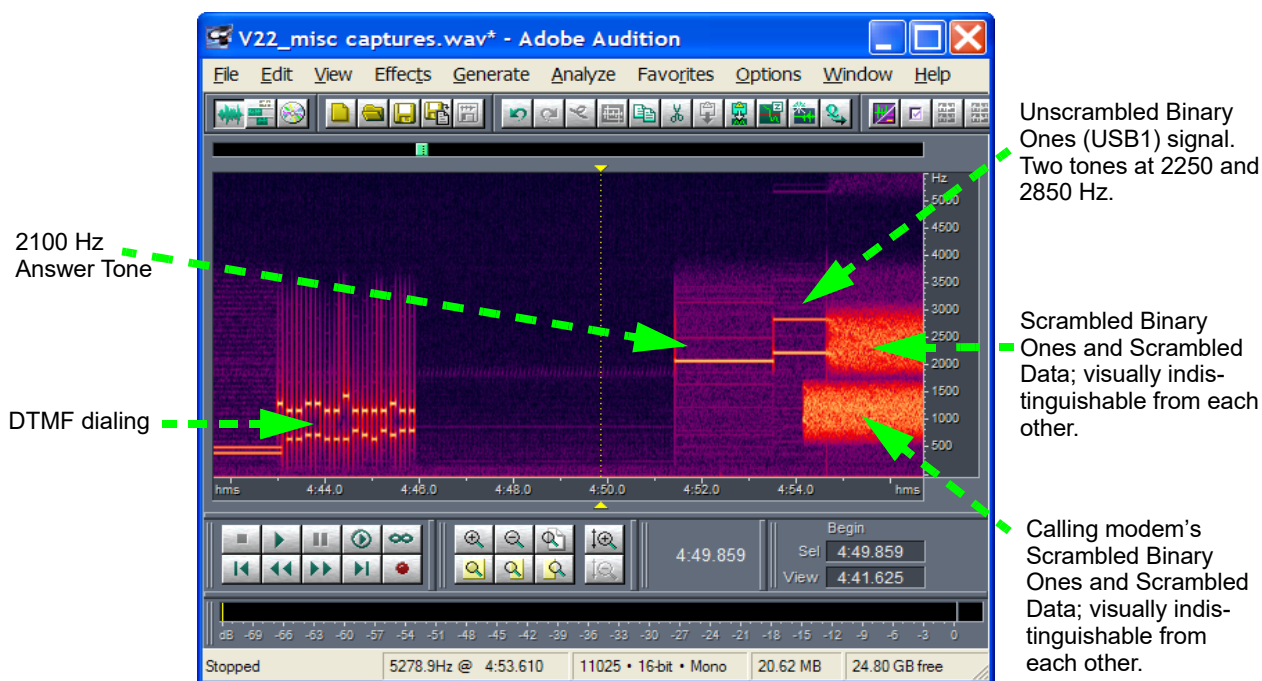 V22_misc captures.wav* - Adobe Audition
File Edit View Effects Generate Analyze Favorites Options Window Help
Unscrambled Binary
Ones (USB1) signal.
Two tones at 2250 and
2850 Hz.
2100 Hz
Answer Tone
Scrambled Binary
Ones and Scrambled
Data; visually indis-
tinguishable from each
other.
DTMF dialing
Calling modem's
Scrambled Binary
Ones and Scrambled
Data; visually indis-
tinguishable from
each other.
Hz
5000
4500
4000
3500
3000
2500
2000
1500
1000
500
hms 4:44.0 4:46.0 4:48.0 4:50.0 4:52.0 4:54.0 hms
4:49.859
Begin
Sel 4:49.859
View 4:41.625
dB -69 -66 -63 -60 -57 -54 -51 -48 -45 -42 -39 -36 -33 -30 -27 -24 -21 -18 -15 -12 -9 -6 -3 0
Stopped 5278.9Hz @ 4:53.610 11025 • 16-bit • Mono 20.62 MB 24.80 GB free